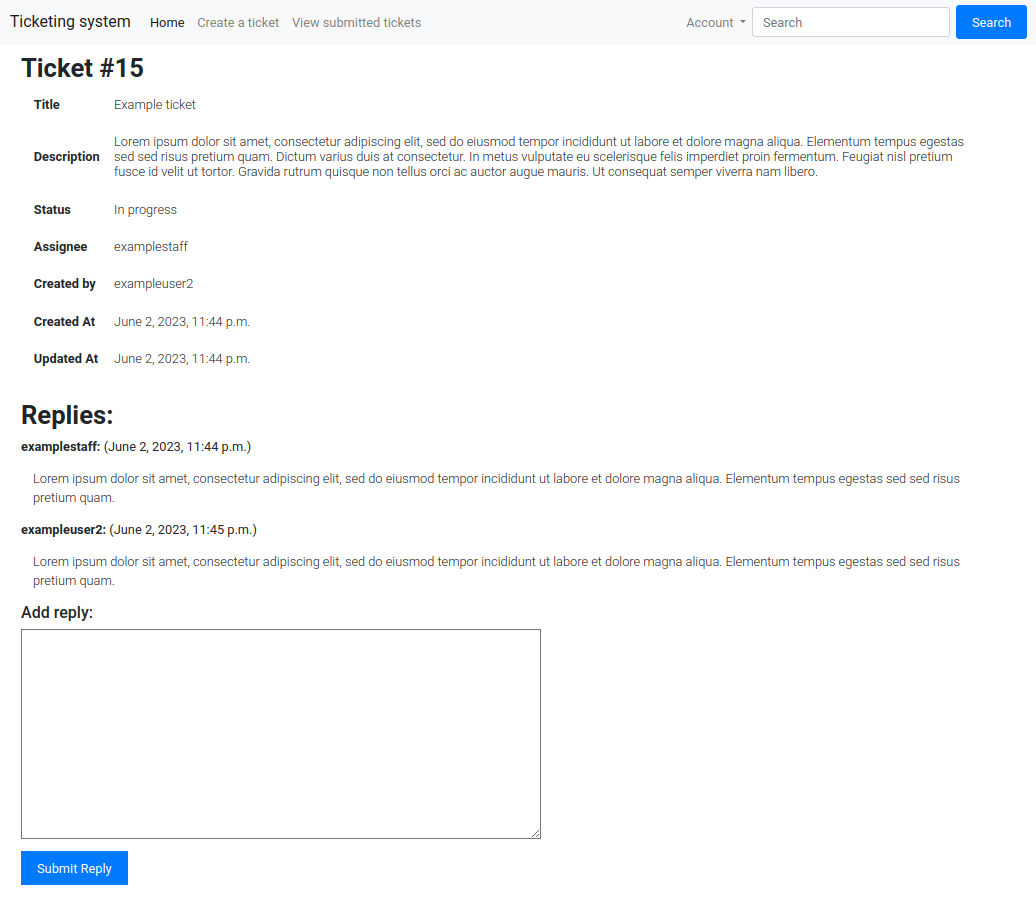 Ticketing system Home Create a ticket View submitted tickets Account Search Search
Ticket #15
Title Example ticket
Description Lorem ipsum dolor sit amet, consectetur adipiscing elit, sed do eiusmod tempor incididunt ut labore et dolore magna aliqua. Elementum tempus egestas
sed sed risus pretium quam. Dictum varius duis at consectetur. In metus vulputate eu scelerisque felis imperdiet proin fermentum. Feugiat nisl pretium
fusce id velit ut tortor. Gravida rutrum quisque non tellus orci ac auctor augue mauris. Ut consequat semper viverra nam libero.
Status In progress
Assignee examplestaff
Created by exampleuser2
Created At June 2, 2023, 11:44 p.m.
Updated At June 2, 2023, 11:44 p.m.
Replies:
examplestaff: (June 2, 2023, 11:44 p.m.)
Lorem ipsum dolor sit amet, consectetur adipiscing elit, sed do eiusmod tempor incididunt ut labore et dolore magna aliqua. Elementum tempus egestas sed sed risus
pretium quam.
exampleuser2: (June 2, 2023, 11:45 p.m.)
Lorem ipsum dolor sit amet, consectetur adipiscing elit, sed do eiusmod tempor incididunt ut labore et dolore magna aliqua. Elementum tempus egestas sed sed risus
pretium quam.
Add reply:
Submit Reply